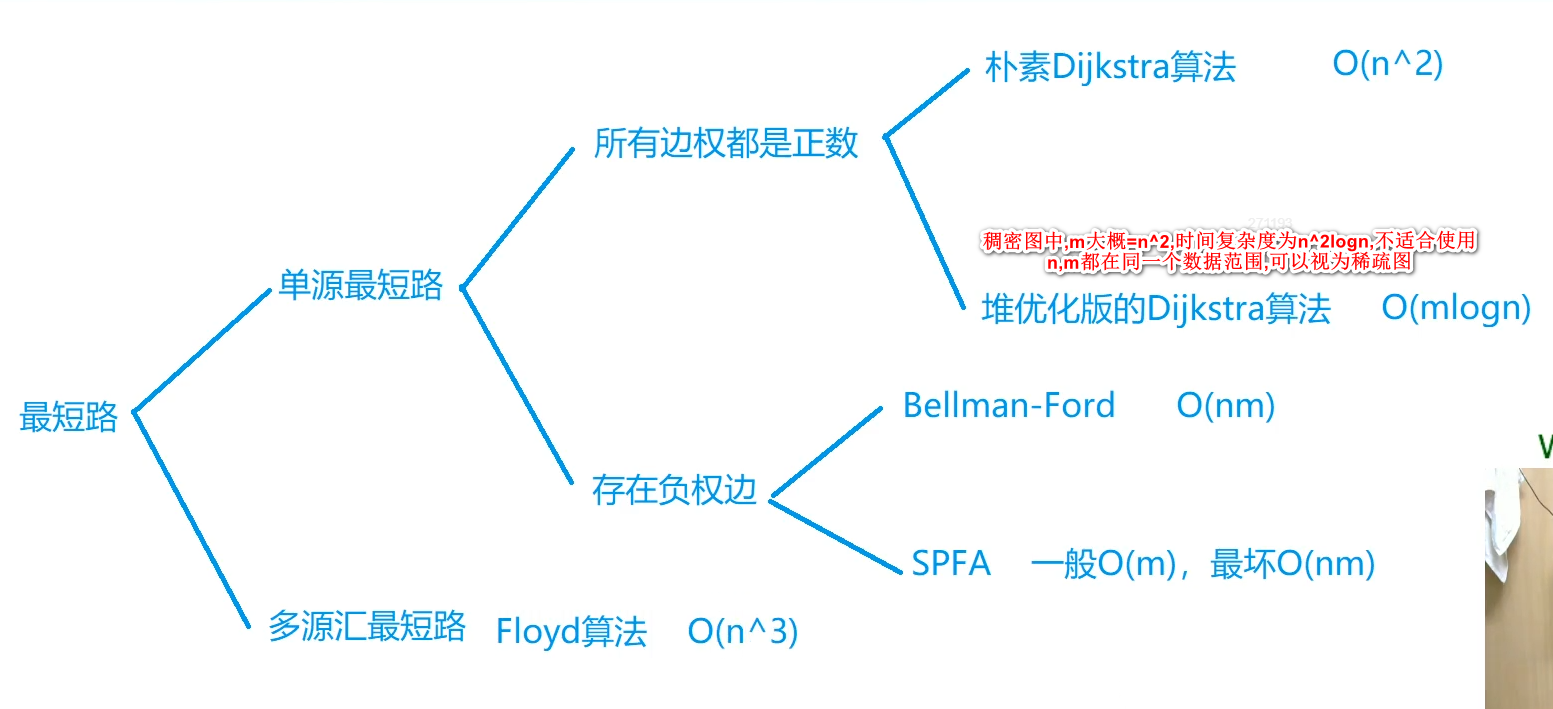 朴素Dijkstra算法 O(n^2)
所有边权都是正数
271193
稠密图中,m大概=n^2,时间复杂度为n^2logn,不适合使用
n,m都在同一个数据范围,可以视为稀疏图
单源最短路
堆优化版的Dijkstra算法 O(mlogn)
最短路
Bellman-Ford O(nm)
存在负权边
SPFA 一般O(m)，最坏O(nm)
多源汇最短路 Floyd算法 O(n^3)